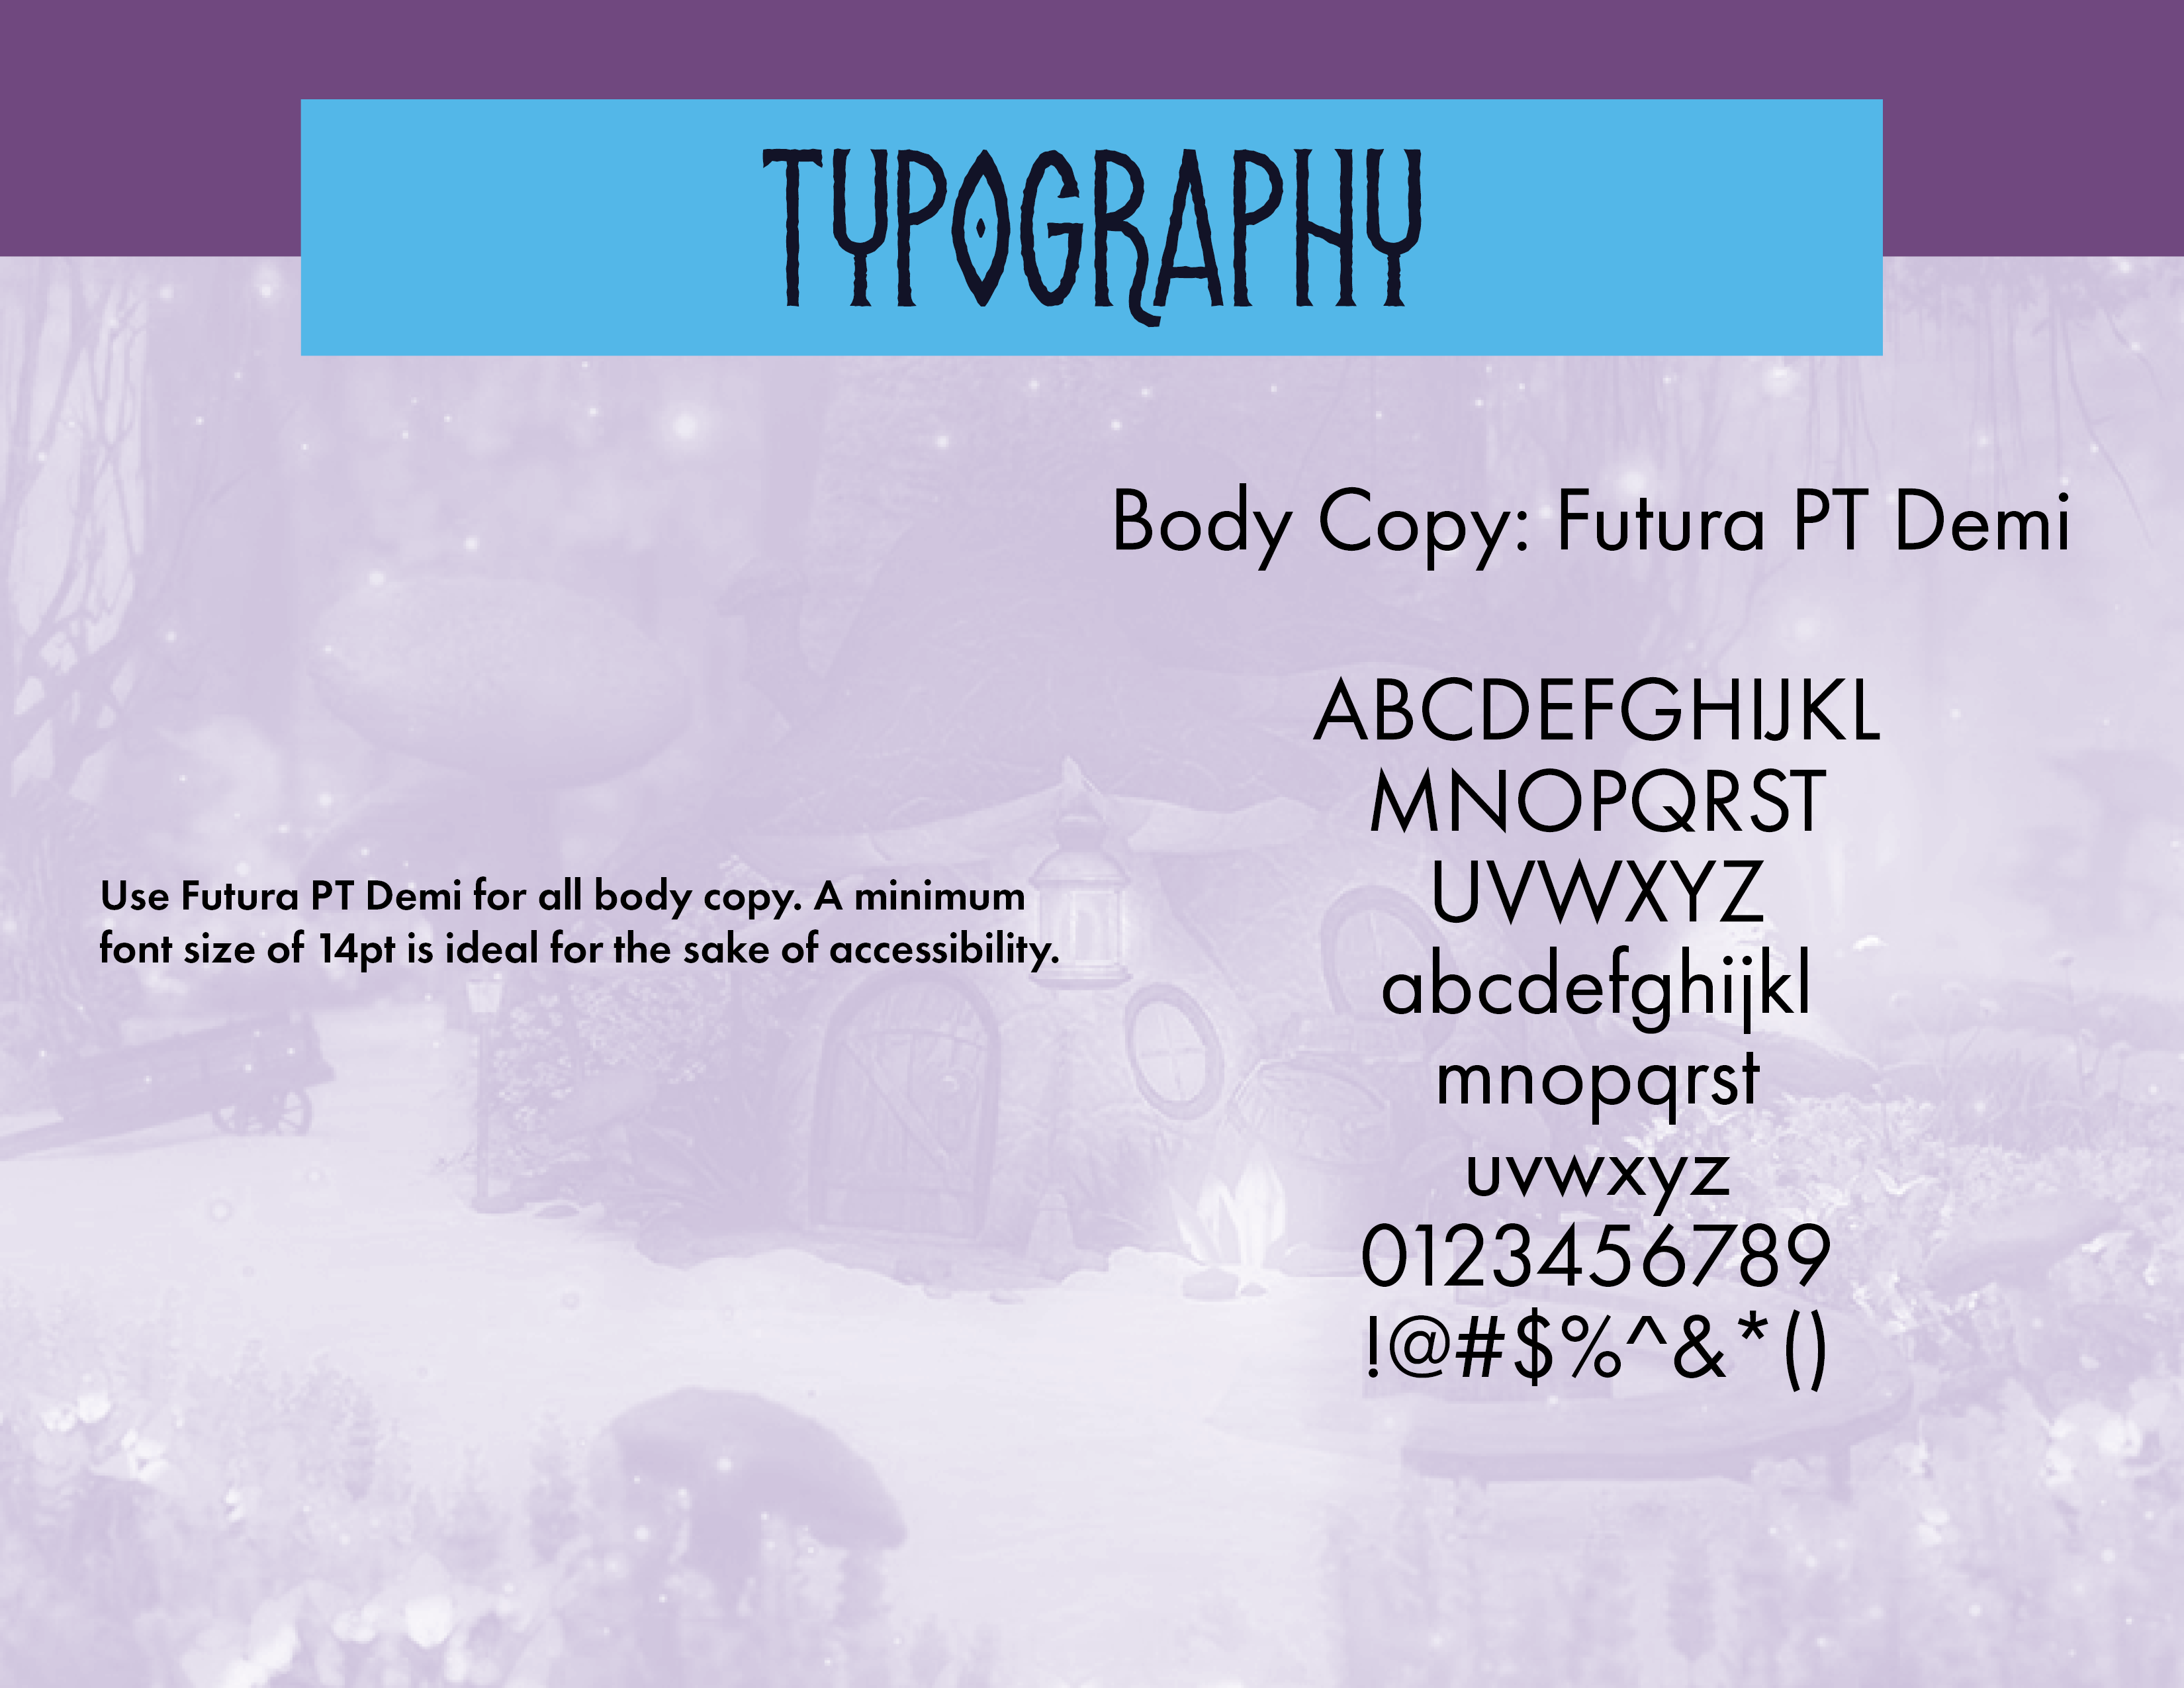 TYPOGRAPHY
Body Copy: Futura PT Demi
Use Futura PT Demi for all body copy. A minimum
font size of 14pt is ideal for the sake of accessibility.
ABCDEFGHIJKL
MNOPQRST
UVWXYZ
abcdefghijkl
mnopqrst
uvwxyz
0123456789
!@#$%^&*()